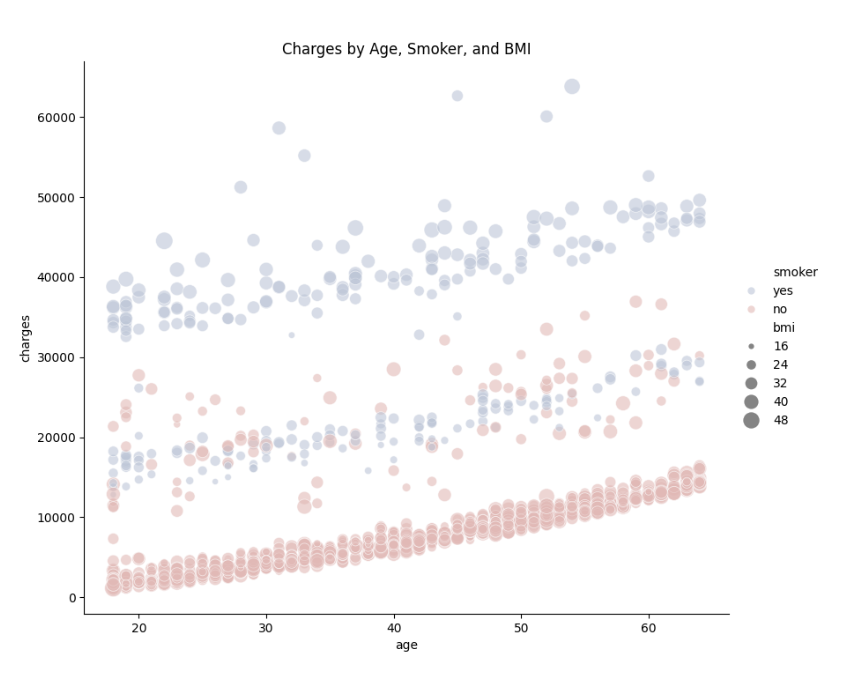 Charges by Age, Smoker, and BMI
charges
60000
50000
40000
30000
20000
10000
0
20 30 40 50 60
age
smoker
yes
no
bmi
16
24
32
40
48